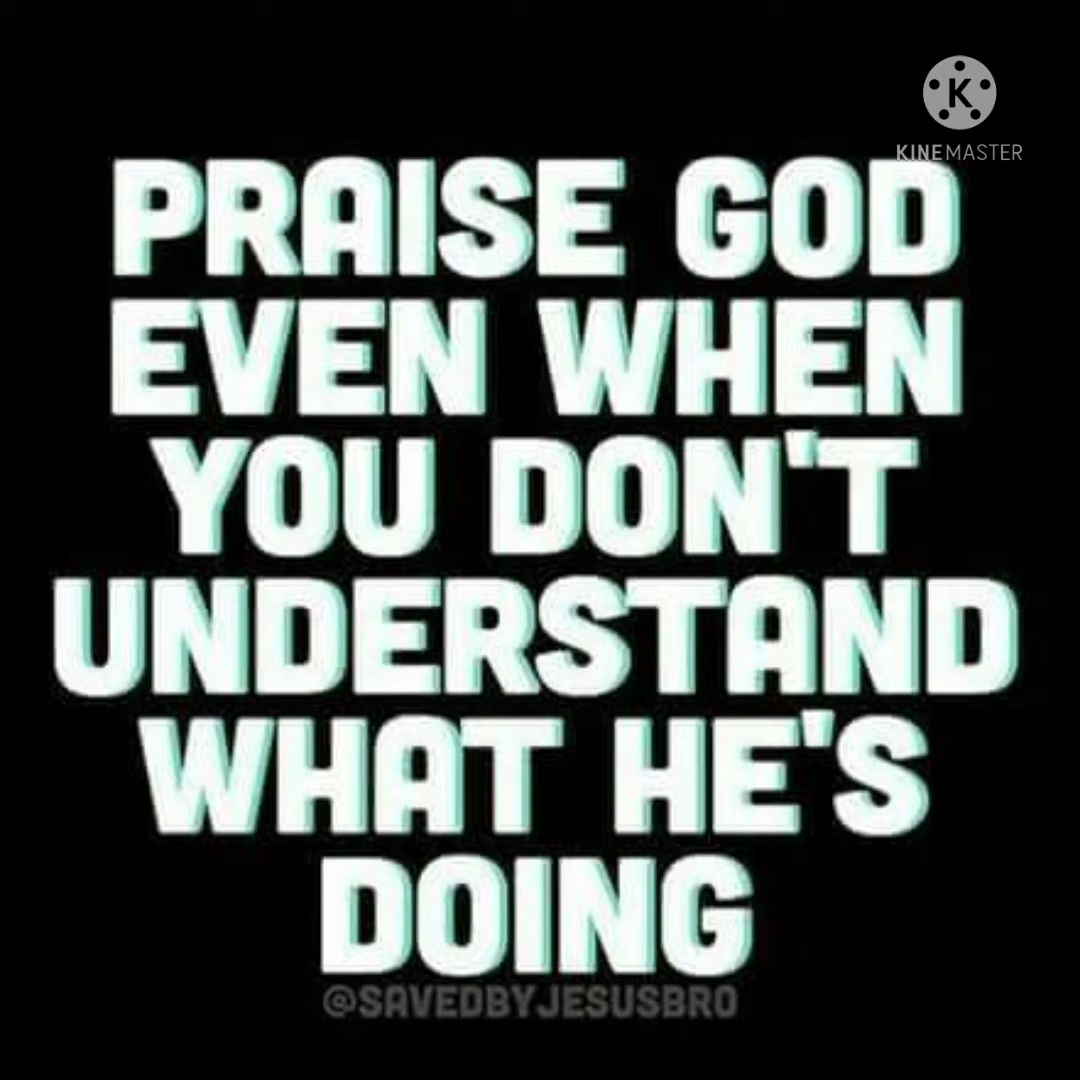 K
KINEMASTER
PRAISE GOD
EVEN WHEN
YOU DON'T
UNDERSTAND
WHAT HE'S
DOING
@SAVEDBYJESUSBRO